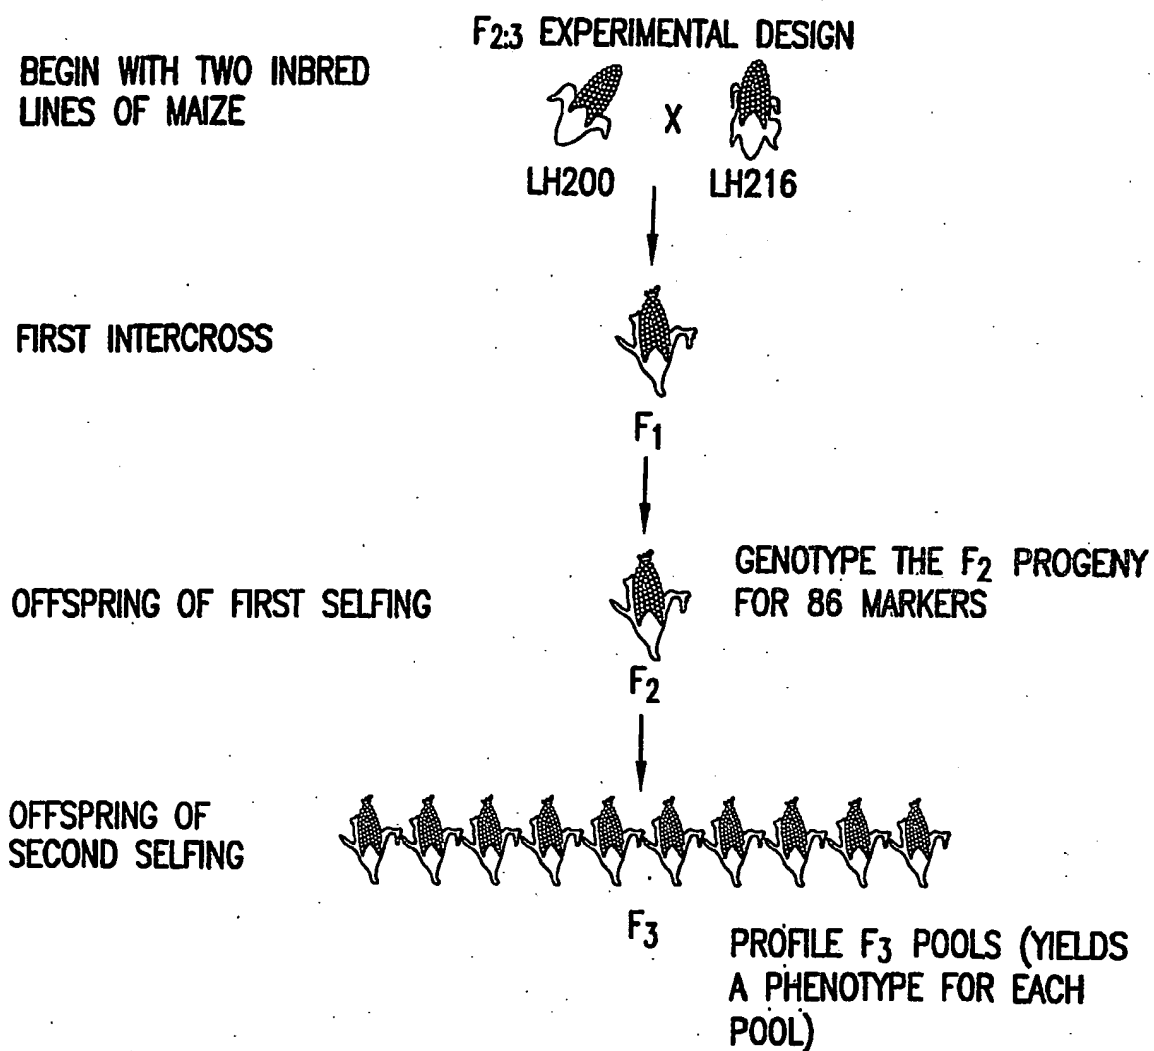 F2:3 EXPERIMENTAL DESIGN
BEGIN WITH TWO INBRED
LINES OF MAIZE
X
LH200
LH216
FIRST INTERCROSS
F1
GENOTYPE THE F2 PROGENY
FOR 86 MARKERS
OFFSPRING OF FIRST SELFING
F2
OFFSPRING OF
SECOND SELFING
F3
PROFILE F3 POOLS (YIELDS
A PHENOTYPE FOR EACH
POOL)